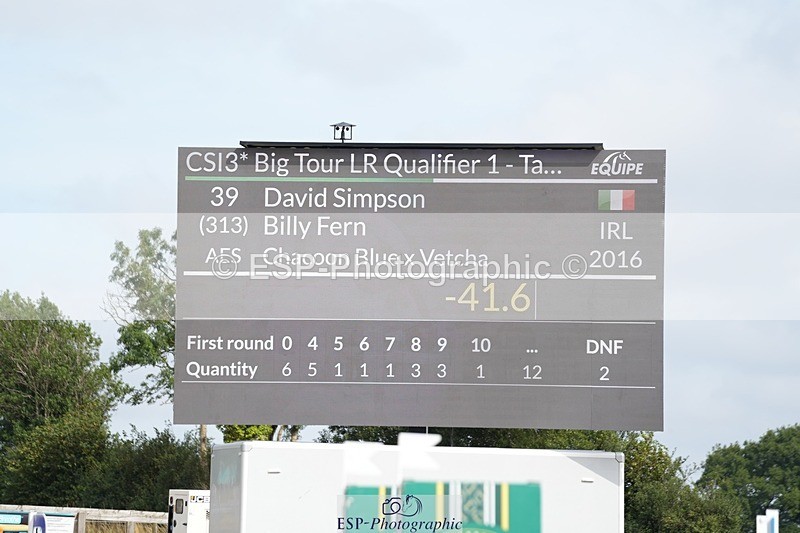 CSI3* Big Tour LR Qualifier 1 - Ta...
EQUIPE
39 David Simpson
(313) Billy Fern IRL
AES Chacoon Blue x Vetcha 2016
© ESP-Photographic ©
-41.6
First round 0 4 5 6 7 8 9 10 ... DNF
Quantity 6 5 1 1 1 3 3 1 12 2
ESP-Photographic